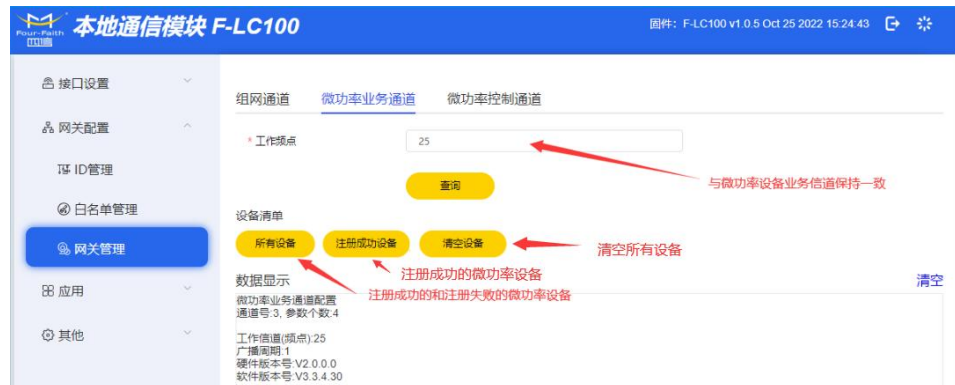 Four-Faith
四信
本地通信模块 F-LC100
固件：F-LC100 v1.0.5 Oct 25 2022 15:24:43
接口设置
网关配置
ID管理
白名单管理
网关管理
应用
其他
组网通道 微功率业务通道 微功率控制通道
* 工作频点 25
与微功率设备业务信道保持一致
查询
设备清单
所有设备 注册成功设备 清空设备
清空所有设备
注册成功的微功率设备
数据显示 清空
注册成功的和注册失败的微功率设备
微功率业务通道配置
通道号:3, 参数个数:4
工作信道(频点):25
广播周期:1
硬件版本号:V2.0.0.0
软件版本号:V3.3.4.30